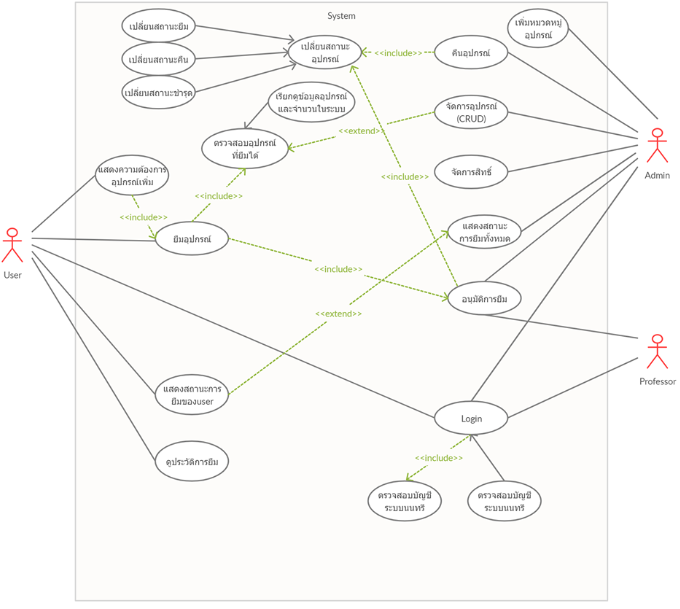 System
เปลี่ยนสถานะยืม
เปลี่ยนสถานะคืน
เปลี่ยนสถานะชำรุด
เปลี่ยนสถานะ
อุปกรณ์
<<include>>
คืนอุปกรณ์
เพิ่มหมวดหมู่
อุปกรณ์
เรียกดูข้อมูลอุปกรณ์
และจำนวนในระบบ
จัดการอุปกรณ์
(CRUD)
<<extend>>
ตรวจสอบอุปกรณ์
ที่ยืมได้
Admin
แสดงความต้องการ
อุปกรณ์เพิ่ม
<<include>>
จัดการสิทธิ์
<<include>>
<<include>>
User
ยืมอุปกรณ์
แสดงสถานะ
การยืมทั้งหมด
<<include>>
อนุมัติการยืม
<<extend>>
Professor
แสดงสถานะการ
ยืมของuser
Login
ดูประวัติการยืม
<<include>>
ตรวจสอบบัญชี
ระบบนนทรี
ตรวจสอบบัญชี
ระบบนนทรี